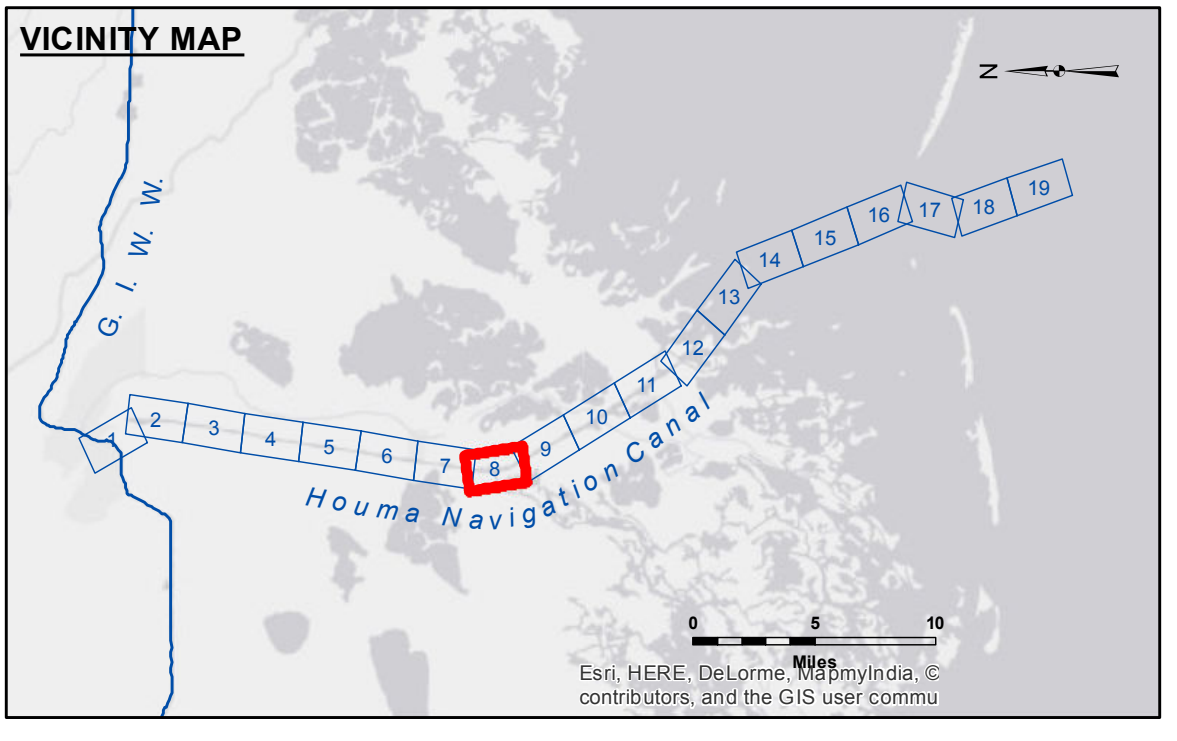 VICINITY MAP
N
G. I. W. W.
1
2
3
4
5
6
7
8
9
10
11
12
13
14
15
16
17
18
19
Houma Navigation Canal
0 5 10
Miles
Esri, HERE, DeLorme, MapmyIndia, ©
contributors, and the GIS user commu